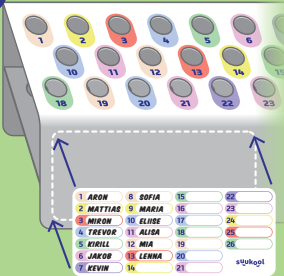 1 2 3 4 5 6
10 11 12 13 14 15
18 19 20 21 22 23
1 ARON 8 SOFIA 15 22
2 MATTIAS 9 MARIA 16 23
3 MIRON 10 ELIISE 17 24
4 TREVOR 11 ALISA 18 25
5 KIRILL 12 MIA 19 26
6 JAKOB 13 LENNA 20
7 KEVIN 14 21
syukool